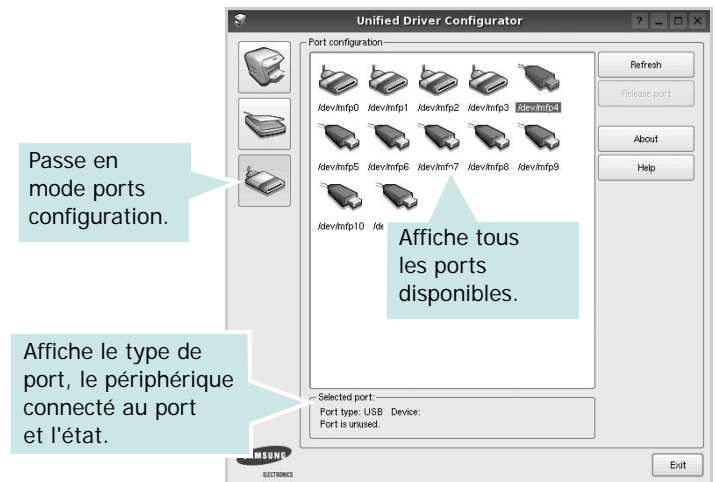 Unified Driver Configurator
Port configuration
/dev/mfp0 /dev/mfp1 /dev/mfp2 /dev/mfp3 /dev/mfp4
/dev/mfp5 /dev/mfp6 /dev/mfp7 /dev/mfp8 /dev/mfp9
/dev/mfp10
Refresh
Release port
About
Help
Passe en
mode ports
configuration.
Affiche tous
les ports
disponibles.
Affiche le type de
port, le périphérique
connecté au port
et l'état.
Selected port:
Port type: USB Device:
Port is unused.
ELECTRONICS
Exit